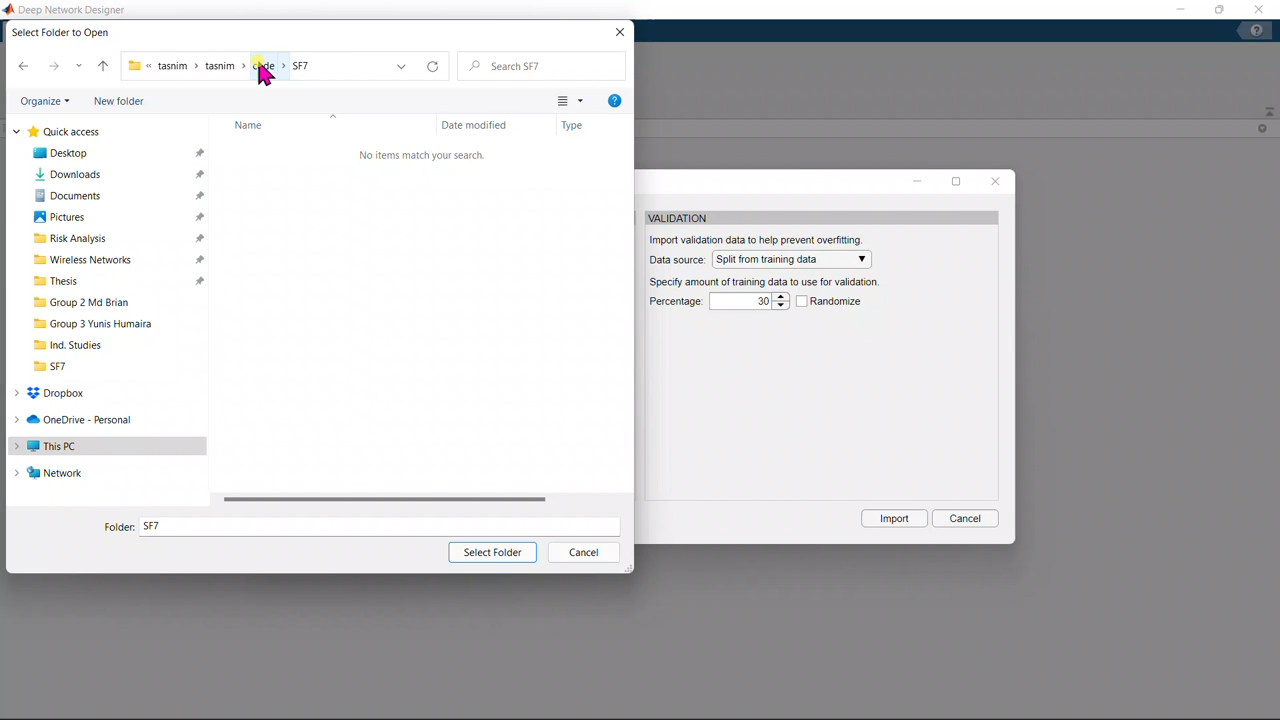 Deep Network Designer
Select Folder to Open
« tasnim > tasnim > code > SF7
Search SF7
Organize
New folder
Name
Date modified
Type
No items match your search.
Quick access
Desktop
Downloads
Documents
Pictures
Risk Analysis
Wireless Networks
Thesis
Group 2 Md Brian
Group 3 Yunis Humaira
Ind. Studies
SF7
Dropbox
OneDrive - Personal
This PC
Network
Folder: SF7
Select Folder
Cancel
VALIDATION
Import validation data to help prevent overfitting.
Data source: Split from training data
Specify amount of training data to use for validation.
Percentage: 30 Randomize
Import
Cancel